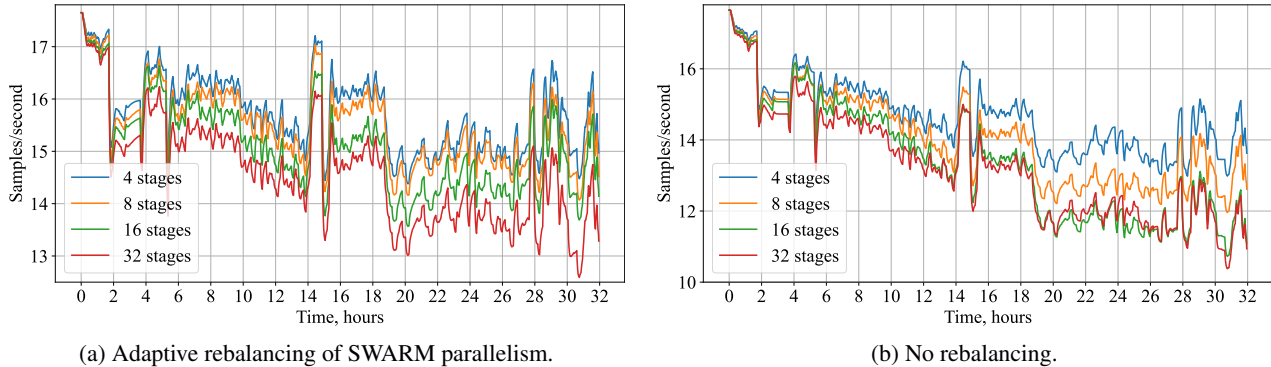 Samples/second
17
16
15
14
13
4 stages
8 stages
16 stages
32 stages
0 2 4 6 8 10 12 14 16 18 20 22 24 26 28 30 32
Time, hours
(a) Adaptive rebalancing of SWARM parallelism.
Samples/second
16
14
12
10
4 stages
8 stages
16 stages
32 stages
0 2 4 6 8 10 12 14 16 18 20 22 24 26 28 30 32
Time, hours
(b) No rebalancing.